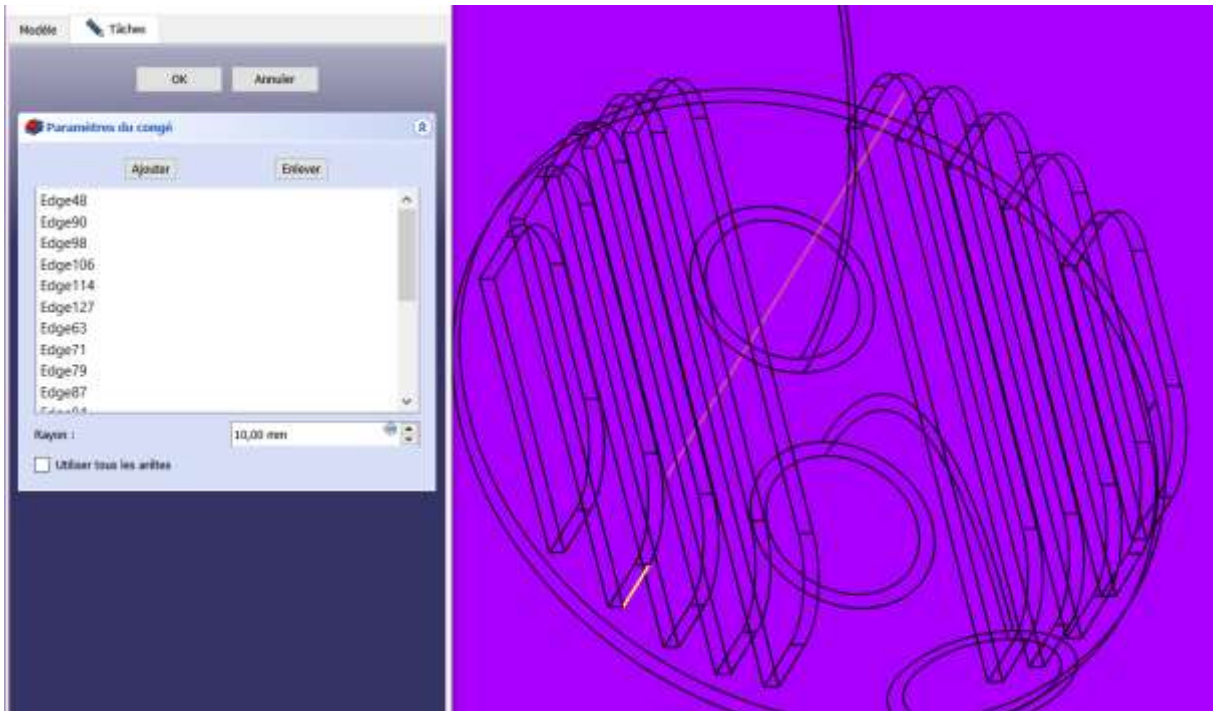 Modèle Tâches
OK Annuler
Paramètres du congé
Ajouter Enlever
Edge48
Edge90
Edge98
Edge106
Edge114
Edge127
Edge63
Edge71
Edge79
Edge87
Rayon : 10,00 mm
Utiliser tous les arêtes